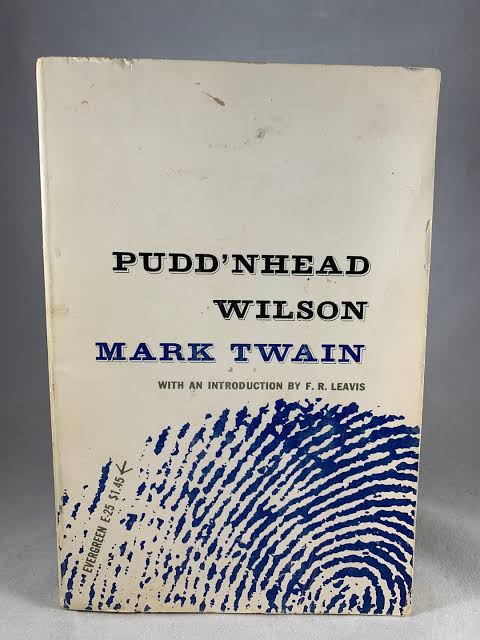 PUDD'NHEAD
WILSON
MARK TWAIN
WITH AN INTRODUCTION BY F. R. LEAVIS
EVERGREEN E-25 $1.45